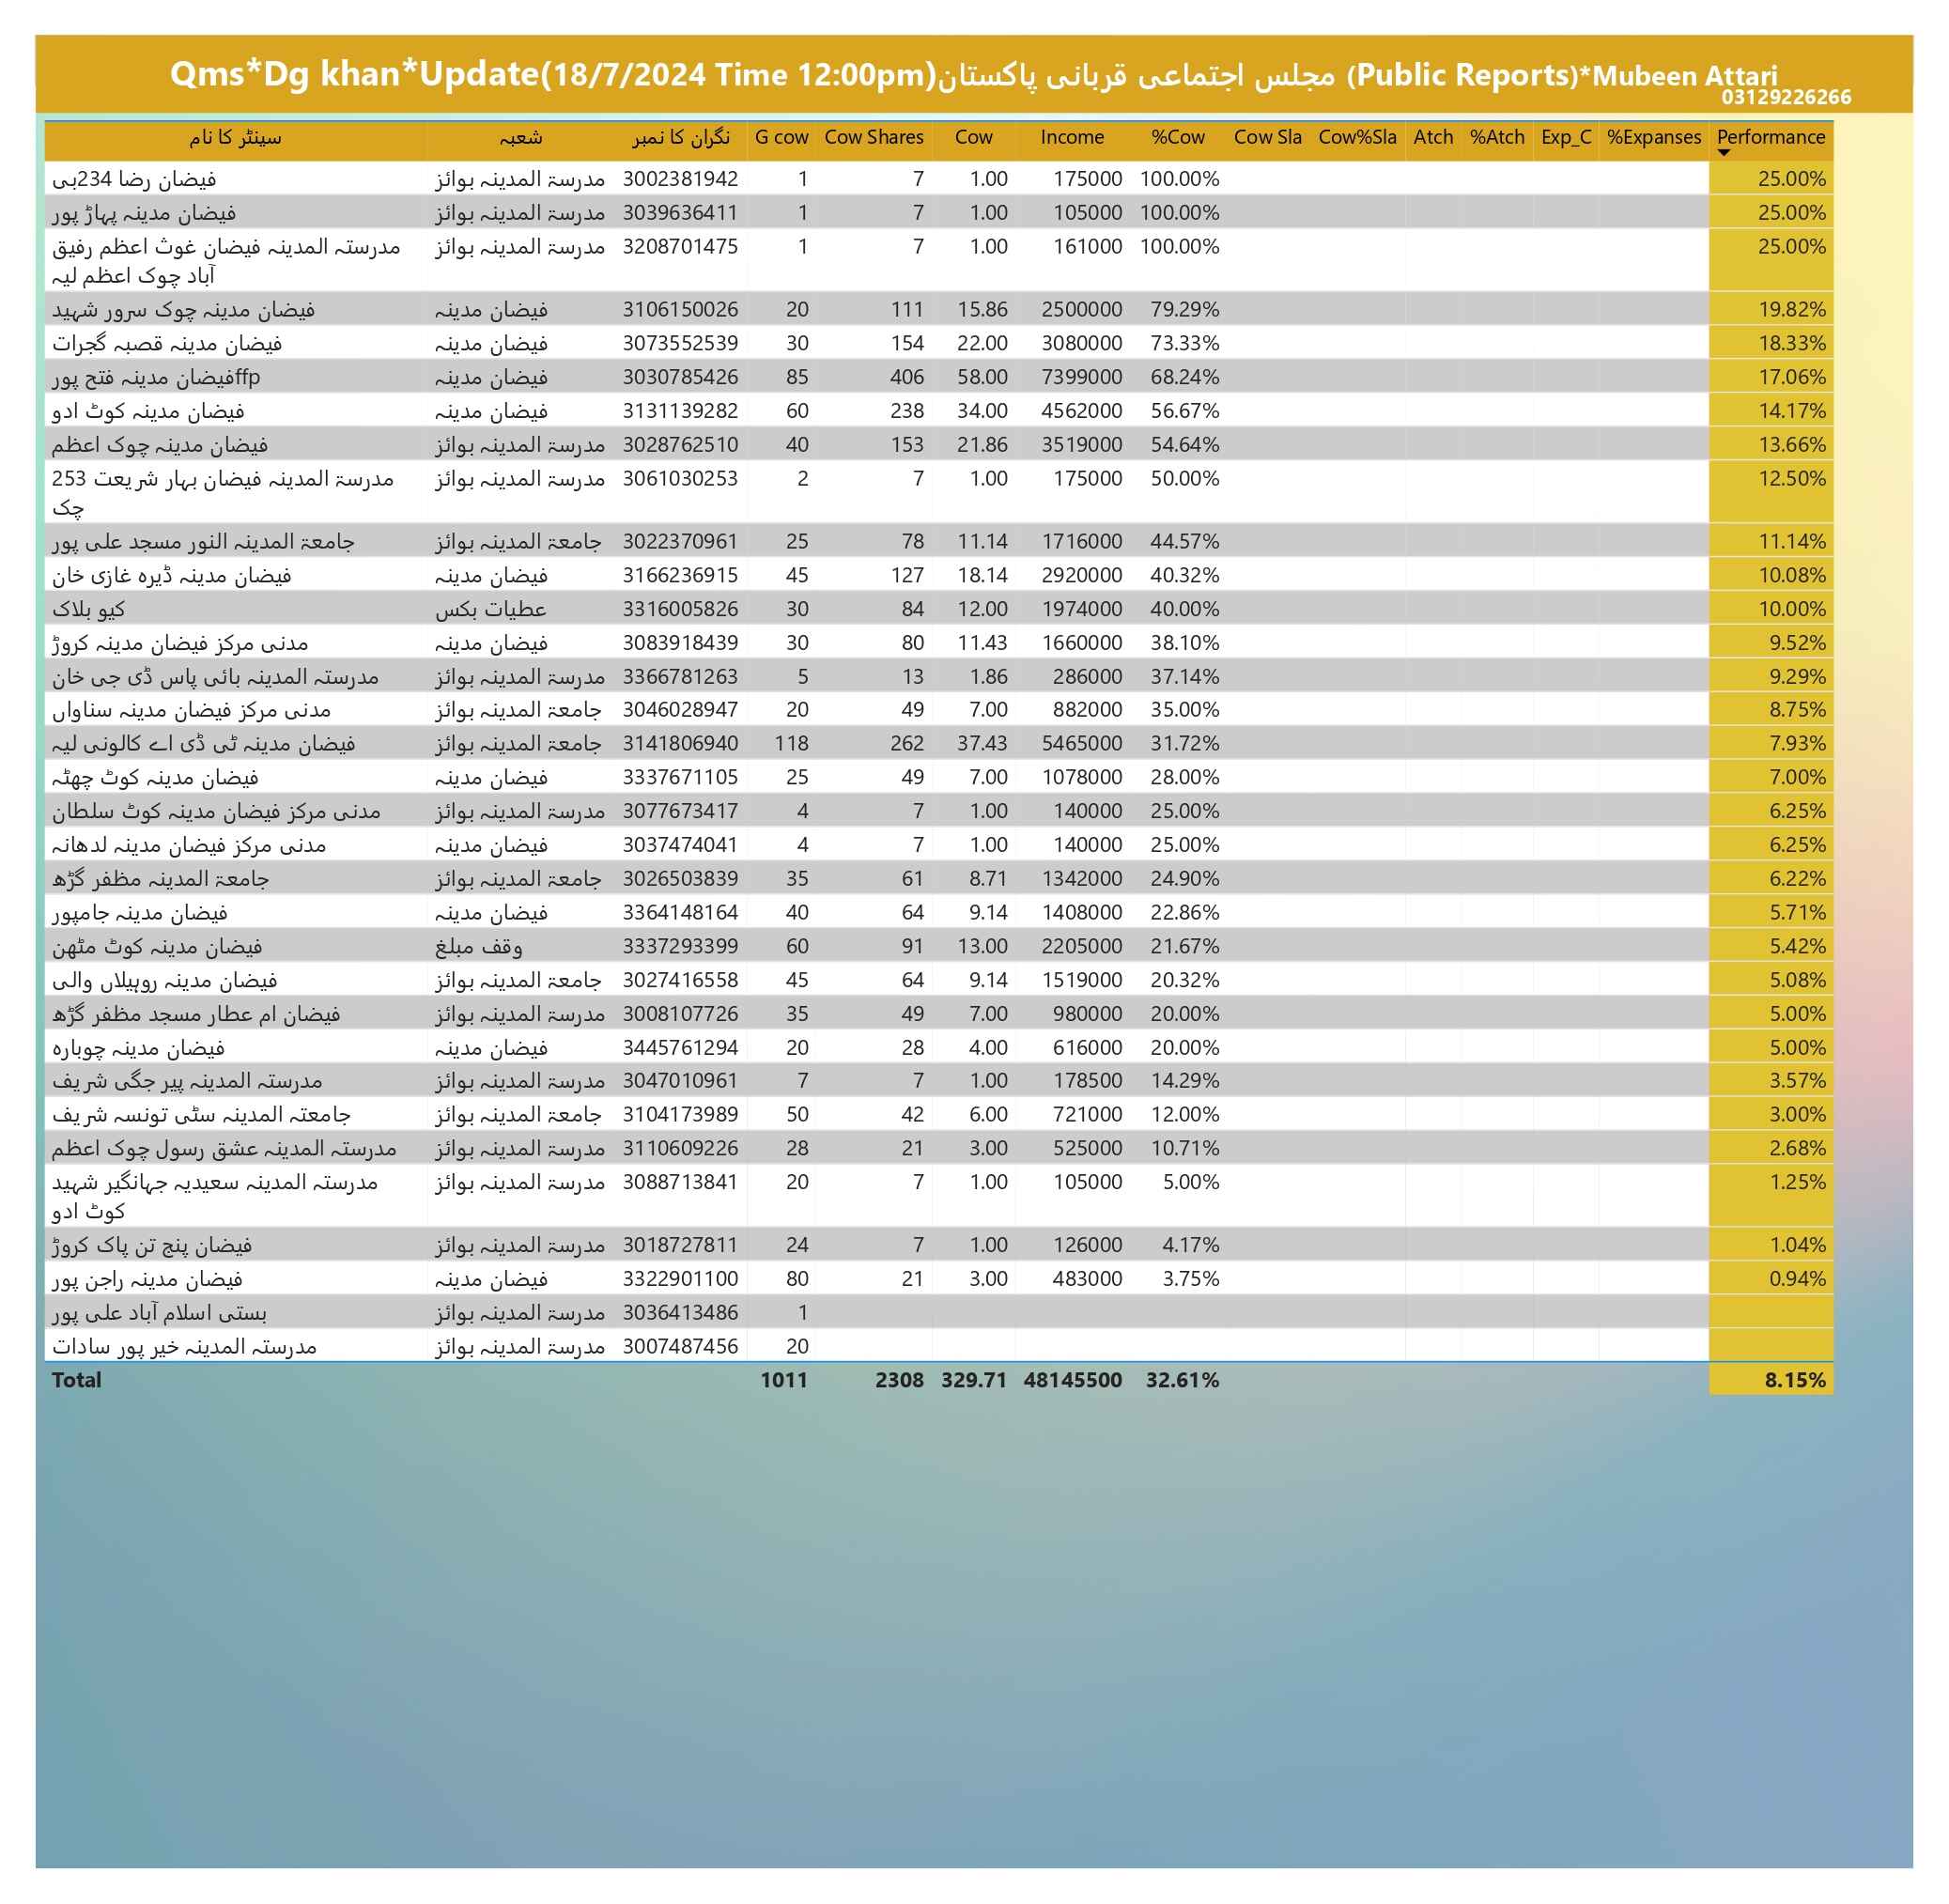 Qms*Dg khan*Update(18/7/2024 Time 12:00pm)مجلس اجتماعی قربانی پاکستان (Public Reports)*Mubeen Attari
03129226266
سینٹر کا نام شعبہ نگران کا نمبر G cow Cow Shares Cow Income %Cow Cow Sla Cow%Sla Atch %Atch Exp_C %Expanses Performance
فیضان رضا 234بی مدرسۃ المدینہ بوائز 3002381942 1 7 1.00 175000 100.00% 25.00%
فیضان مدینہ پہاڑ پور مدرسۃ المدینہ بوائز 3039636411 1 7 1.00 105000 100.00% 25.00%
مدرستہ المدینہ فیضان غوث اعظم رفیق مدرسۃ المدینہ بوائز 3208701475 1 7 1.00 161000 100.00% 25.00%
آباد چوک اعظم لیہ
فیضان مدینہ چوک سرور شہید فیضان مدینہ 3106150026 20 111 15.86 2500000 79.29% 19.82%
فیضان مدینہ قصبہ گجرات فیضان مدینہ 3073552539 30 154 22.00 3080000 73.33% 18.33%
فیضان مدینہ فتح پورffp فیضان مدینہ 3030785426 85 406 58.00 7399000 68.24% 17.06%
فیضان مدینہ کوٹ ادو فیضان مدینہ 3131139282 60 238 34.00 4562000 56.67% 14.17%
فیضان مدینہ چوک اعظم مدرسۃ المدینہ بوائز 3028762510 40 153 21.86 3519000 54.64% 13.66%
مدرسۃ المدینہ فیضان بہار شریعت 253 مدرسۃ المدینہ بوائز 3061030253 2 7 1.00 175000 50.00% 12.50%
چک
جامعۃ المدینہ النور مسجد علی پور جامعۃ المدینہ بوائز 3022370961 25 78 11.14 1716000 44.57% 11.14%
فیضان مدینہ ڈیرہ غازی خان فیضان مدینہ 3166236915 45 127 18.14 2920000 40.32% 10.08%
کیو بلاک عطیات بکس 3316005826 30 84 12.00 1974000 40.00% 10.00%
مدنی مرکز فیضان مدینہ کروڑ فیضان مدینہ 3083918439 30 80 11.43 1660000 38.10% 9.52%
مدرستہ المدینہ بائی پاس ڈی جی خان مدرسۃ المدینہ بوائز 3366781263 5 13 1.86 286000 37.14% 9.29%
مدنی مرکز فیضان مدینہ سناواں جامعۃ المدینہ بوائز 3046028947 20 49 7.00 882000 35.00% 8.75%
فیضان مدینہ ٹی ڈی اے کالونی لیہ جامعۃ المدینہ بوائز 3141806940 118 262 37.43 5465000 31.72% 7.93%
فیضان مدینہ کوٹ چھٹہ فیضان مدینہ 3337671105 25 49 7.00 1078000 28.00% 7.00%
مدنی مرکز فیضان مدینہ کوٹ سلطان مدرسۃ المدینہ بوائز 3077673417 4 7 1.00 140000 25.00% 6.25%
مدنی مرکز فیضان مدینہ لدھانہ فیضان مدینہ 3037474041 4 7 1.00 140000 25.00% 6.25%
جامعۃ المدینہ مظفر گڑھ جامعۃ المدینہ بوائز 3026503839 35 61 8.71 1342000 24.90% 6.22%
فیضان مدینہ جامپور فیضان مدینہ 3364148164 40 64 9.14 1408000 22.86% 5.71%
فیضان مدینہ کوٹ مٹھن وقف مبلغ 3337293399 60 91 13.00 2205000 21.67% 5.42%
فیضان مدینہ روہیلاں والی جامعۃ المدینہ بوائز 3027416558 45 64 9.14 1519000 20.32% 5.08%
فیضان ام عطار مسجد مظفر گڑھ مدرسۃ المدینہ بوائز 3008107726 35 49 7.00 980000 20.00% 5.00%
فیضان مدینہ چوبارہ فیضان مدینہ 3445761294 20 28 4.00 616000 20.00% 5.00%
مدرستہ المدینہ پیر جگی شریف مدرسۃ المدینہ بوائز 3047010961 7 7 1.00 178500 14.29% 3.57%
جامعتہ المدینہ سٹی تونسہ شریف جامعۃ المدینہ بوائز 3104173989 50 42 6.00 721000 12.00% 3.00%
مدرستہ المدینہ عشق رسول چوک اعظم مدرسۃ المدینہ بوائز 3110609226 28 21 3.00 525000 10.71% 2.68%
مدرستہ المدینہ سعیدیہ جہانگیر شہید مدرسۃ المدینہ بوائز 3088713841 20 7 1.00 105000 5.00% 1.25%
کوٹ ادو
فیضان پنج تن پاک کروڑ مدرسۃ المدینہ بوائز 3018727811 24 7 1.00 126000 4.17% 1.04%
فیضان مدینہ راجن پور فیضان مدینہ 3322901100 80 21 3.00 483000 3.75% 0.94%
بستی اسلام آباد علی پور مدرسۃ المدینہ بوائز 3036413486 1
مدرستہ المدینہ خیر پور سادات مدرسۃ المدینہ بوائز 3007487456 20
Total 1011 2308 329.71 48145500 32.61% 8.15%